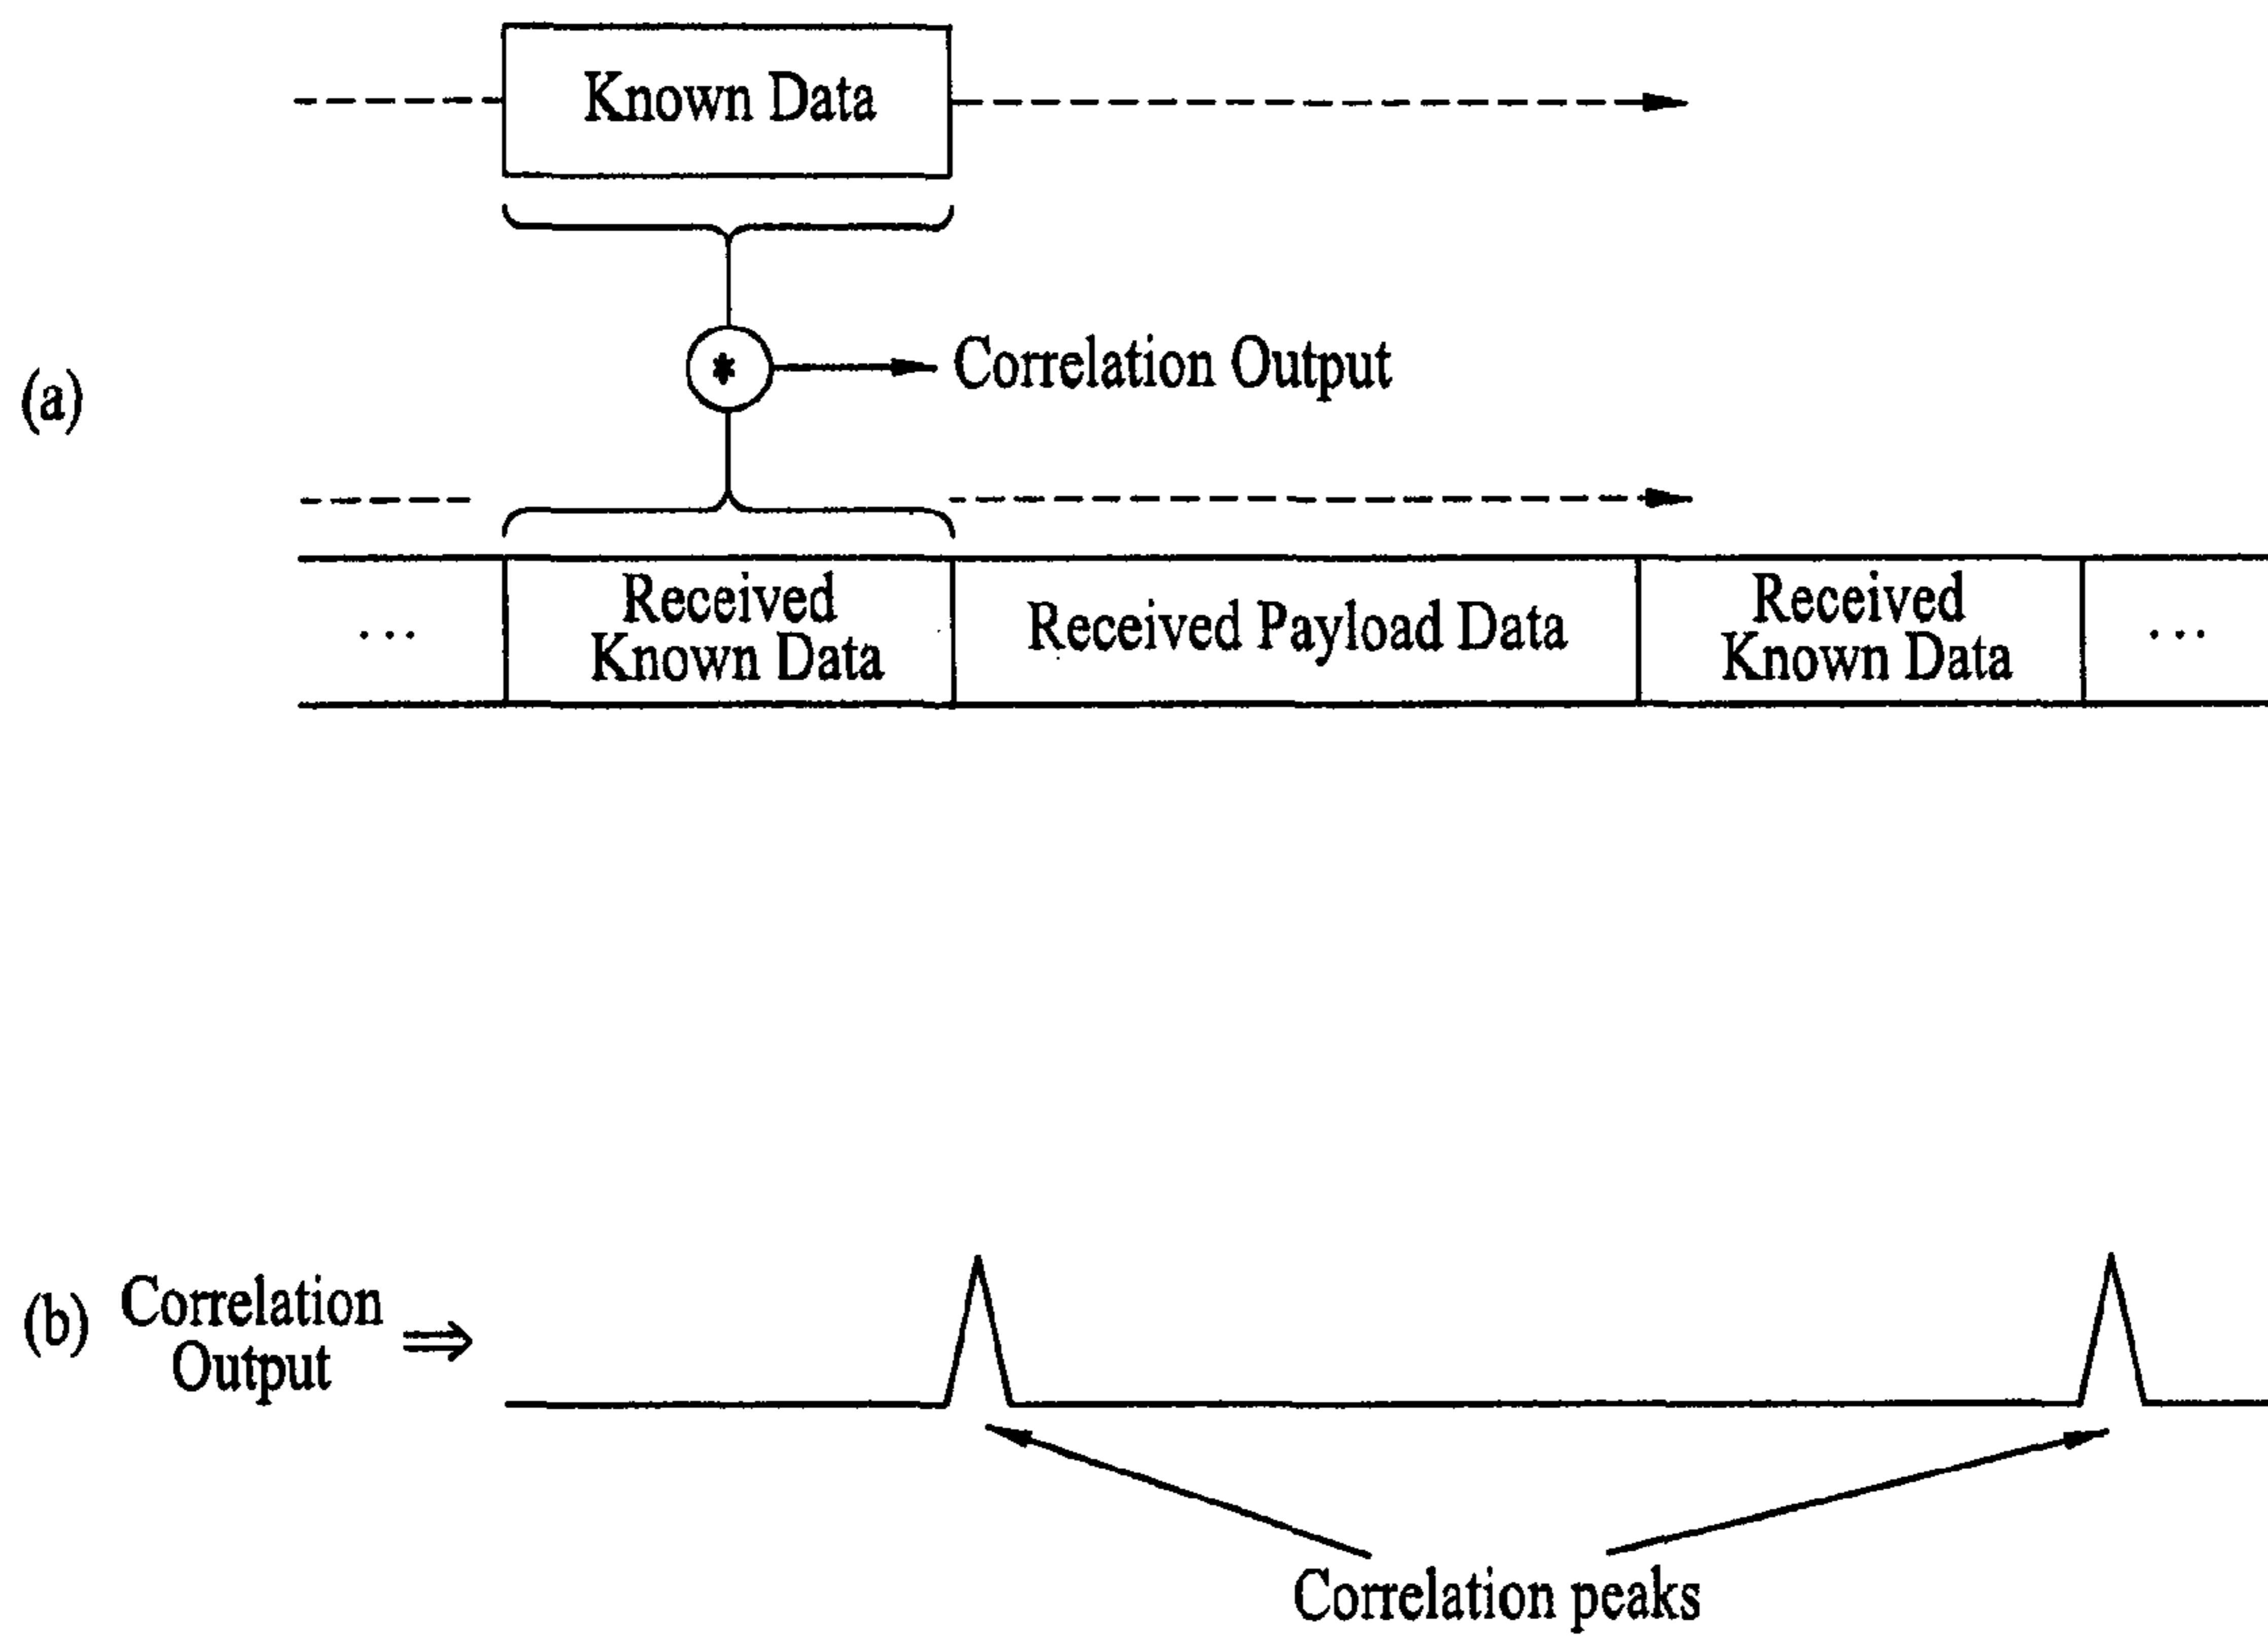 Known Data
*
Correlation Output
(a)
...
Received
Known Data
Received Payload Data
Received
Known Data
...
(b)
Correlation
Output
Correlation peaks